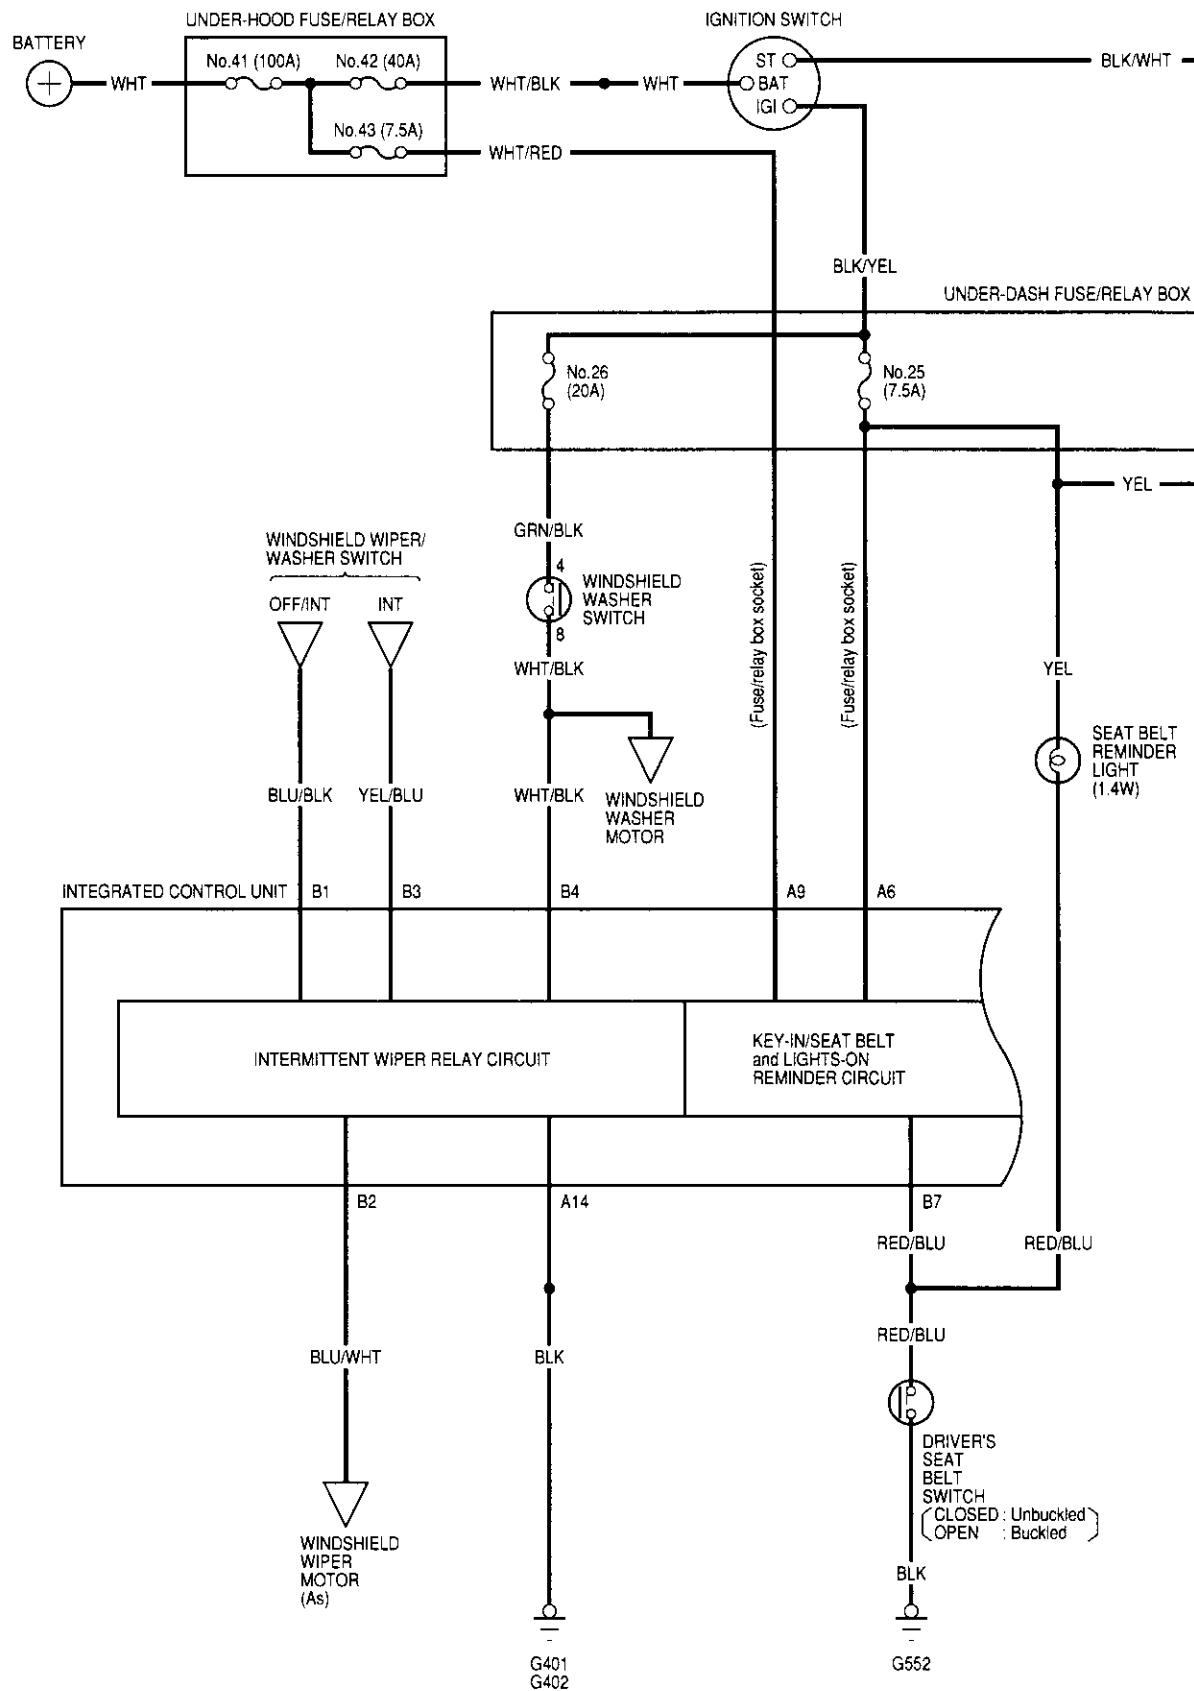 UNDER-HOOD FUSE/RELAY BOX
IGNITION SWITCH
BATTERY
No.41 (100A)
No.42 (40A)
ST
BLK/WHT
WHT
WHT/BLK
WHT
BAT
IGI
No.43 (7.5A)
WHT/RED
BLK/YEL
UNDER-DASH FUSE/RELAY BOX
No.26
(20A)
No.25
(7.5A)
YEL
GRN/BLK
WINDSHIELD WIPER/
WASHER SWITCH
4
WINDSHIELD
WASHER
SWITCH
OFF/INT
INT
8
(Fuse/relay box socket)
(Fuse/relay box socket)
WHT/BLK
YEL
SEAT BELT
REMINDER
LIGHT
(1.4W)
BLU/BLK
YEL/BLU
WHT/BLK
WINDSHIELD
WASHER
MOTOR
INTEGRATED CONTROL UNIT
B1
B3
B4
A9
A6
INTERMITTENT WIPER RELAY CIRCUIT
KEY-IN/SEAT BELT
and LIGHTS-ON
REMINDER CIRCUIT
B2
A14
B7
RED/BLU
RED/BLU
RED/BLU
BLU/WHT
BLK
DRIVER'S
SEAT
BELT
SWITCH
CLOSED : Unbuckled
OPEN : Buckled
WINDSHIELD
WIPER
MOTOR
(As)
BLK
G401
G402
G552